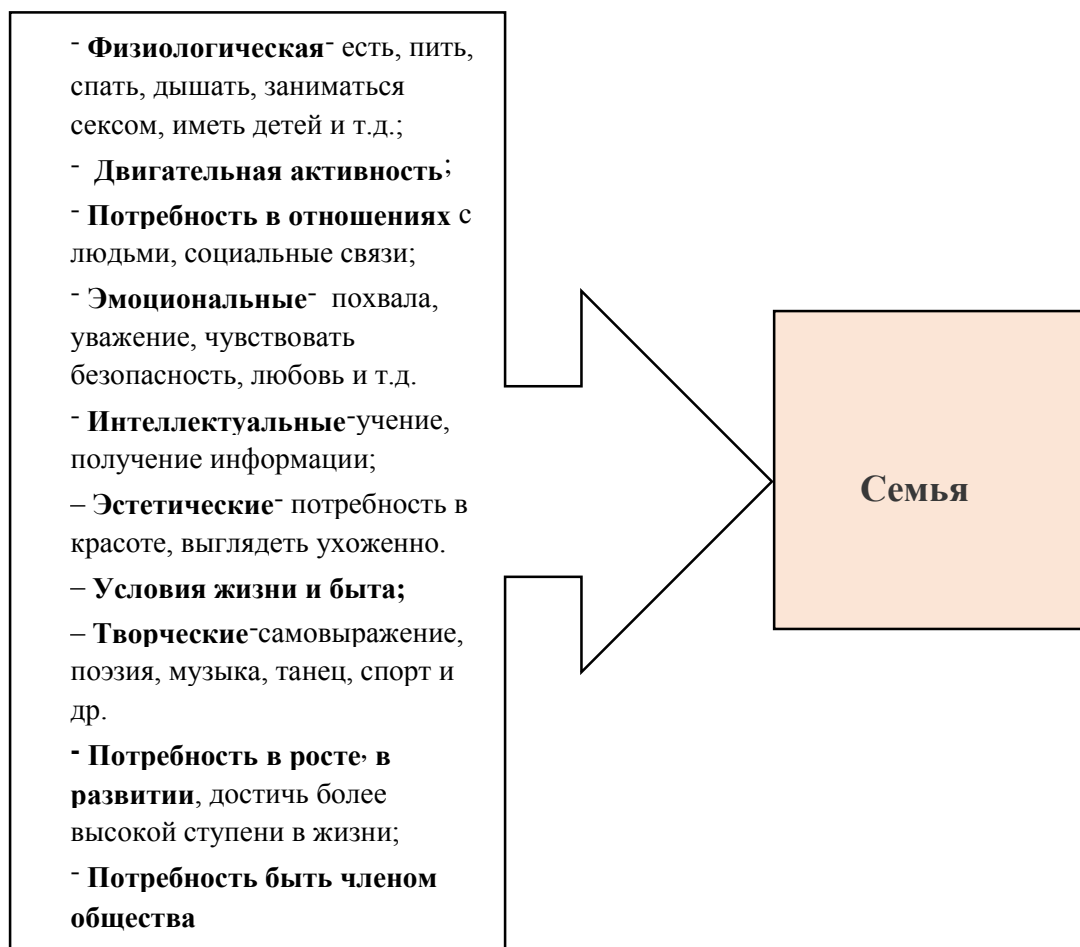 - Физиологическая- есть, пить,
спать, дышать, заниматься
сексом, иметь детей и т.д.;
- Двигательная активность;
- Потребность в отношениях с
людьми, социальные связи;
- Эмоциональные- похвала,
уважение, чувствовать
безопасность, любовь и т.д.
- Интеллектуальные-учение,
получение информации;
– Эстетические- потребность в
красоте, выглядеть ухоженно.
– Условия жизни и быта;
– Творческие-самовыражение,
поэзия, музыка, танец, спорт и
др.
- Потребность в росте, в
развитии, достичь более
высокой ступени в жизни;
- Потребность быть членом
общества
Семья